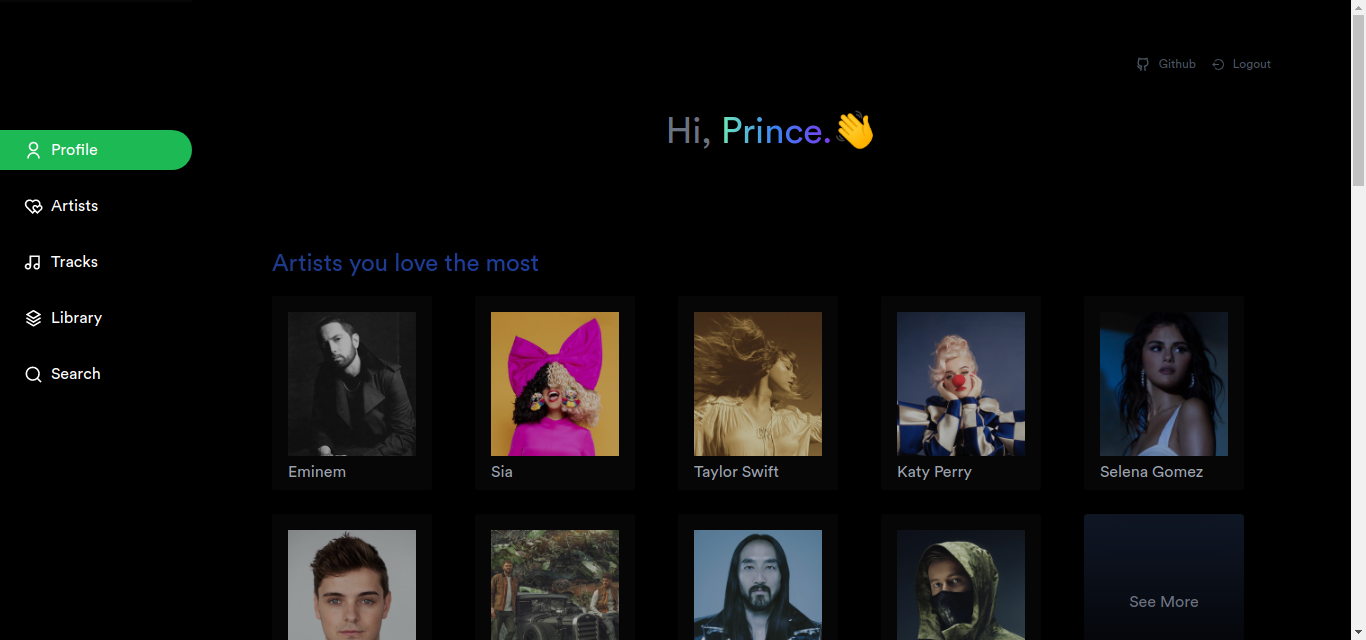 Github Logout
Hi, Prince.👋
Profile
Artists
Tracks
Library
Search
Artists you love the most
Eminem
Sia
Taylor Swift
Katy Perry
Selena Gomez
See More